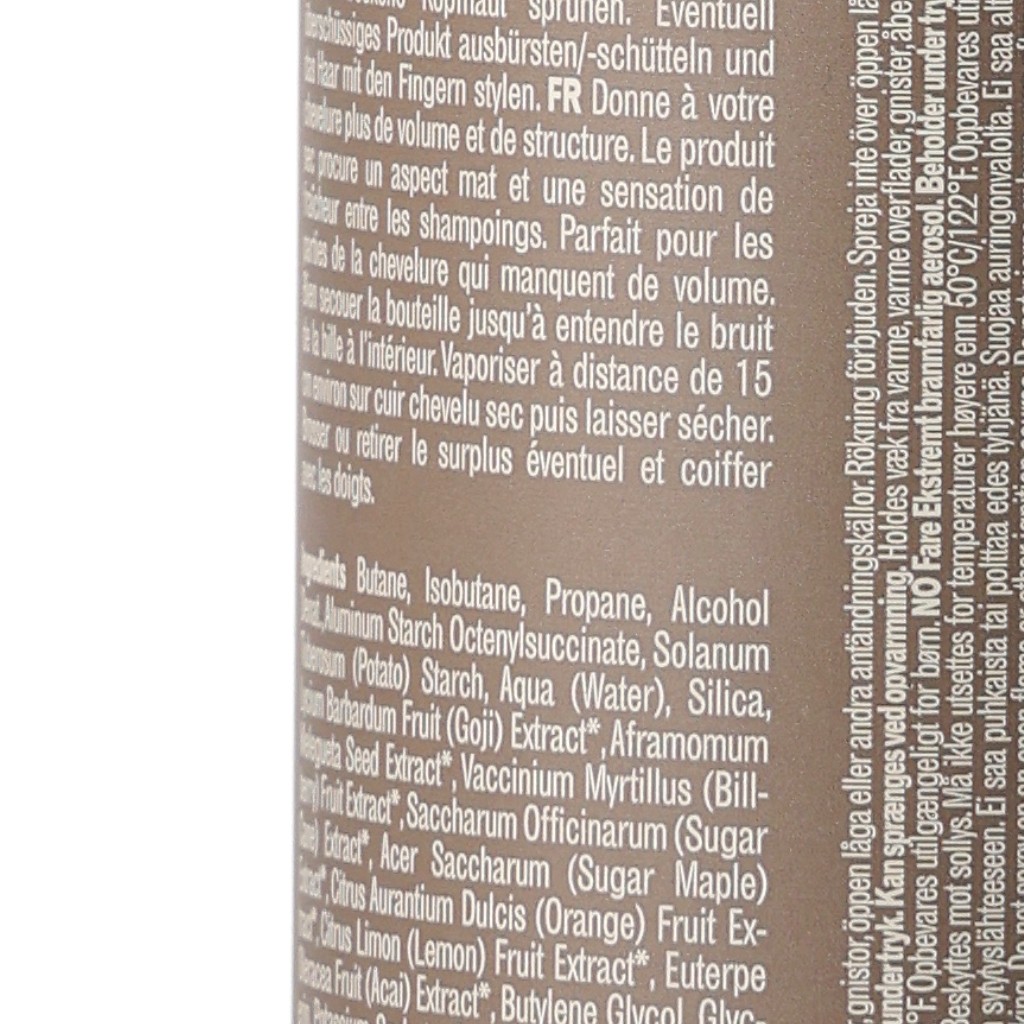 Kopfhaut sprühen. Eventuell
überschüssiges Produkt ausbürsten/-schütteln und
das Haar mit den Fingern stylen. FR Donne à votre
chevelure plus de volume et de structure. Le produit
procure un aspect mat et une sensation de
fraîcheur entre les shampoings. Parfait pour les
parties de la chevelure qui manquent de volume.
Bien secouer la bouteille jusqu'à entendre le bruit
de la bille à l'intérieur. Vaporiser à distance de 15
cm environ sur cuir chevelu sec puis laisser sécher.
Brosser ou retirer le surplus éventuel et coiffer
avec les doigts.
Ingredients Butane, Isobutane, Propane, Alcohol
Denat., Aluminum Starch Octenylsuccinate, Solanum
Tuberosum (Potato) Starch, Aqua (Water), Silica,
Lycium Barbardum Fruit (Goji) Extract*, Aframomum
Melegueta Seed Extract*, Vaccinium Myrtillus (Bill-
berry) Fruit Extract*, Saccharum Officinarum (Sugar
Cane) Extract*, Acer Saccharum (Sugar Maple)
Extract*, Citrus Aurantium Dulcis (Orange) Fruit Ex-
tract*, Citrus Limon (Lemon) Fruit Extract*, Euterpe
Oleracea Fruit (Acai) Extract*, Butylene Glycol, Glyc-
erin, Potassium
gnistor, öppen låga eller andra antändningskällor. Rökning förbjuden. Spreja inte över öppen
under tryk. Kan sprænges ved opvarmning. Holdes væk fra varme, varme overflader, gnister,
°F. Opbevares utilgængeligt for børn. NO Fare Ekstremt brannfarlig aerosol. Beholder under
Beskyttes mot sollys. Må ikke utsettes for temperaturer høyere enn 50°C/122°F. Oppbevares
syttyslähteeseen. Ei saa puhkaista tai polttaa edes tyhjänä. Suojaa auringonvalolta. Ei saa